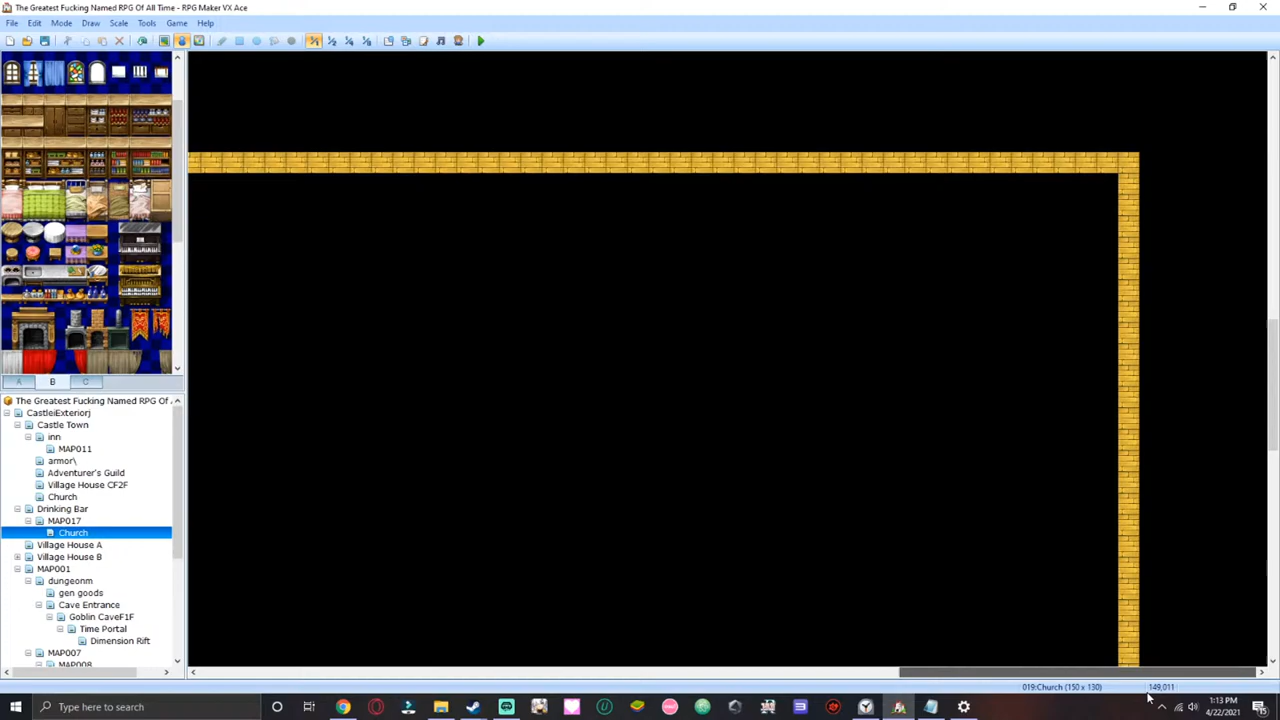 The Greatest Fucking Named RPG Of All Time - RPG Maker VX Ace
File Edit Mode Draw Scale Tools Game Help
A B C
The Greatest Fucking Named RPG Of
CastleiExteriorj
Castle Town
inn
MAP011
armor\
Adventurer's Guild
Village House CF2F
Church
Drinking Bar
MAP017
Church
Village House A
Village House B
MAP001
dungeonm
gen goods
Cave Entrance
Goblin CaveF1F
Time Portal
Dimension Rift
MAP007
MAP008
019:Church (150 x 130) 149,011
Type here to search
1:13 PM
4/22/2021